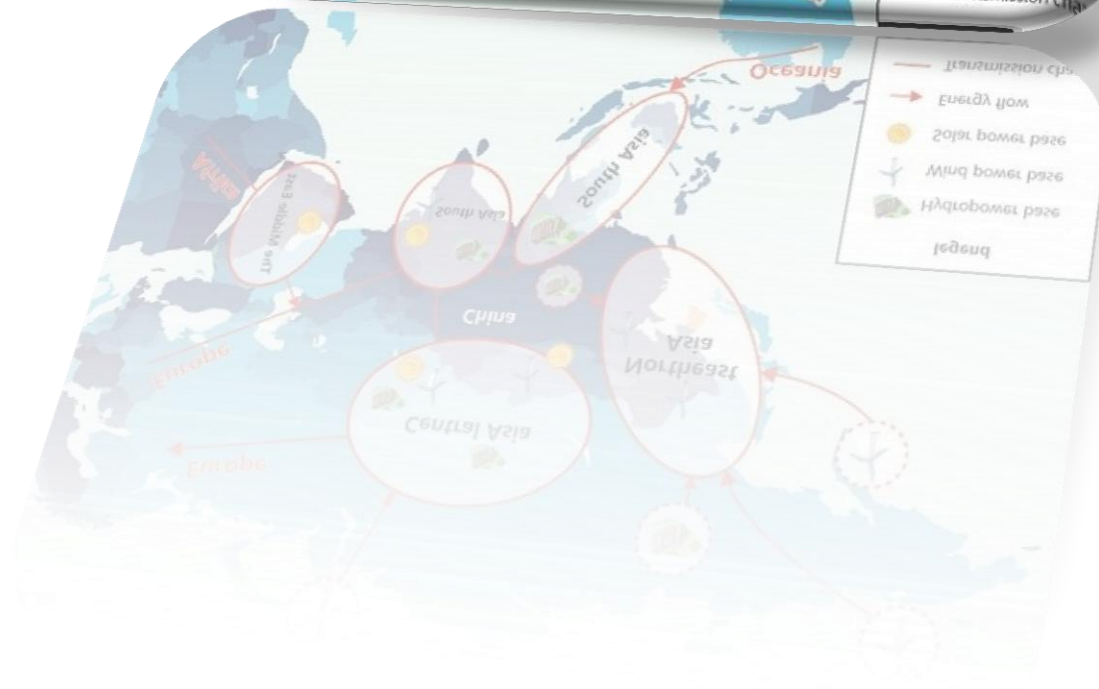 Europe
Central Asia
Europe
Northeast
Asia
China
The Middle East
South Asia
South Asia
Africa
Oceania
legend
Hydropower base
Wind power base
Solar power base
Energy flow
Transmission cha